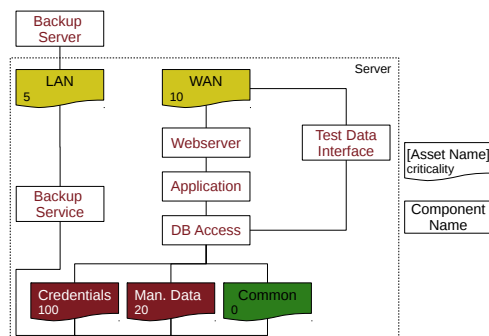 Backup
Server
Server
LAN
5
WAN
10
Webserver
Test Data
Interface
[Asset Name]
criticality
Application
Backup
Service
Component
Name
DB Access
Credentials
100
Man. Data
20
Common
0